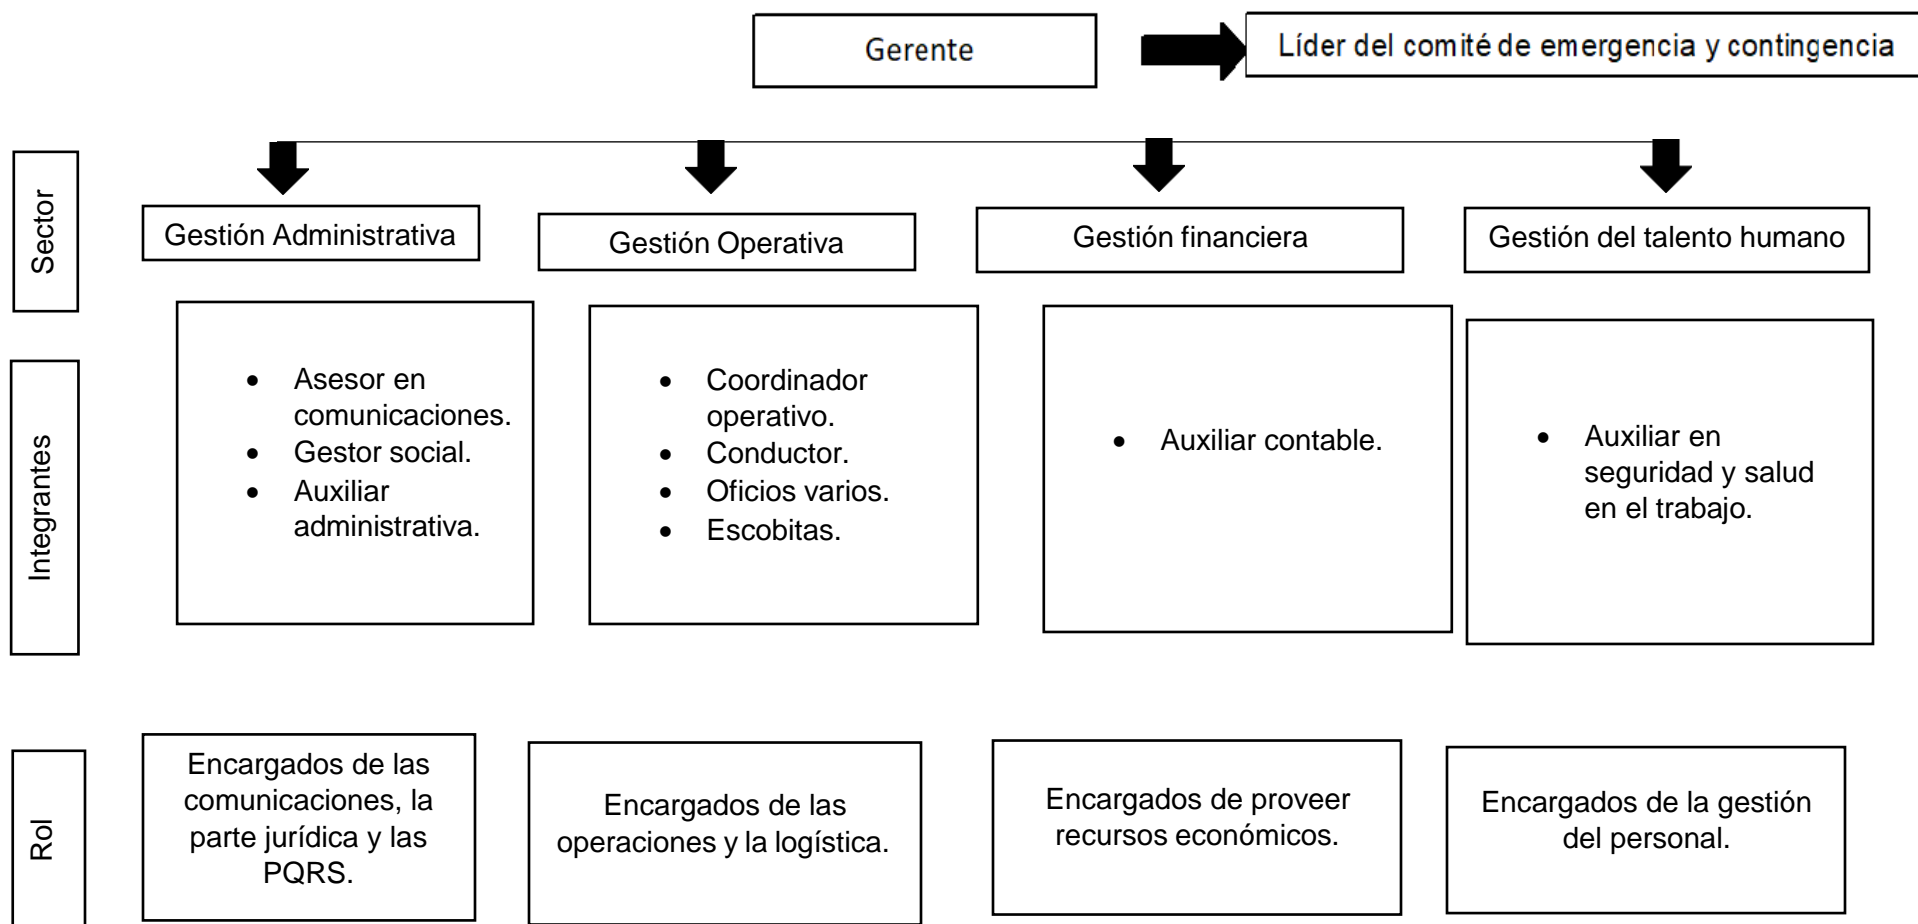 Gerente
Líder del comité de emergencia y contingencia
Sector
Gestión Administrativa
Gestión Operativa
Gestión financiera
Gestión del talento humano
Integrantes
• Asesor en
comunicaciones.
• Gestor social.
• Auxiliar
administrativa.
• Coordinador
operativo.
• Conductor.
• Oficios varios.
• Escobitas.
• Auxiliar contable.
• Auxiliar en
seguridad y salud
en el trabajo.
Rol
Encargados de las
comunicaciones, la
parte jurídica y las
PQRS.
Encargados de las
operaciones y la logística.
Encargados de proveer
recursos económicos.
Encargados de la gestión
del personal.